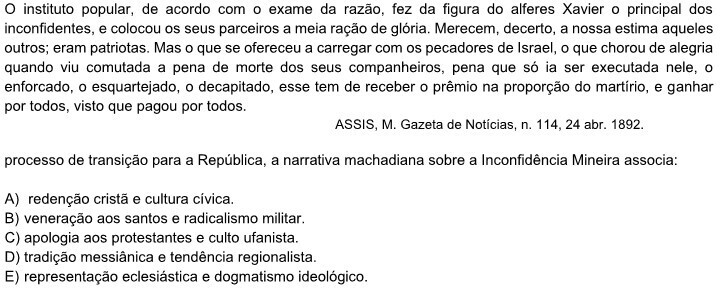 O instituto popular, de acordo com o exame da razão, fez da figura do alferes Xavier o principal dos
inconfidentes, e colocou os seus parceiros a meia ração de glória. Merecem, decerto, a nossa estima aqueles
outros; eram patriotas. Mas o que se ofereceu a carregar com os pecadores de Israel, o que chorou de alegria
quando viu comutada a pena de morte dos seus companheiros, pena que só ia ser executada nele, o
enforcado, o esquartejado, o decapitado, esse tem de receber o prêmio na proporção do martírio, e ganhar
por todos, visto que pagou por todos.
ASSIS, M. Gazeta de Notícias, n. 114, 24 abr. 1892.
processo de transição para a República, a narrativa machadiana sobre a Inconfidência Mineira associa:
A) redenção cristã e cultura cívica.
B) veneração aos santos e radicalismo militar.
C) apologia aos protestantes e culto ufanista.
D) tradição messiânica e tendência regionalista.
E) representação eclesiástica e dogmatismo ideológico.